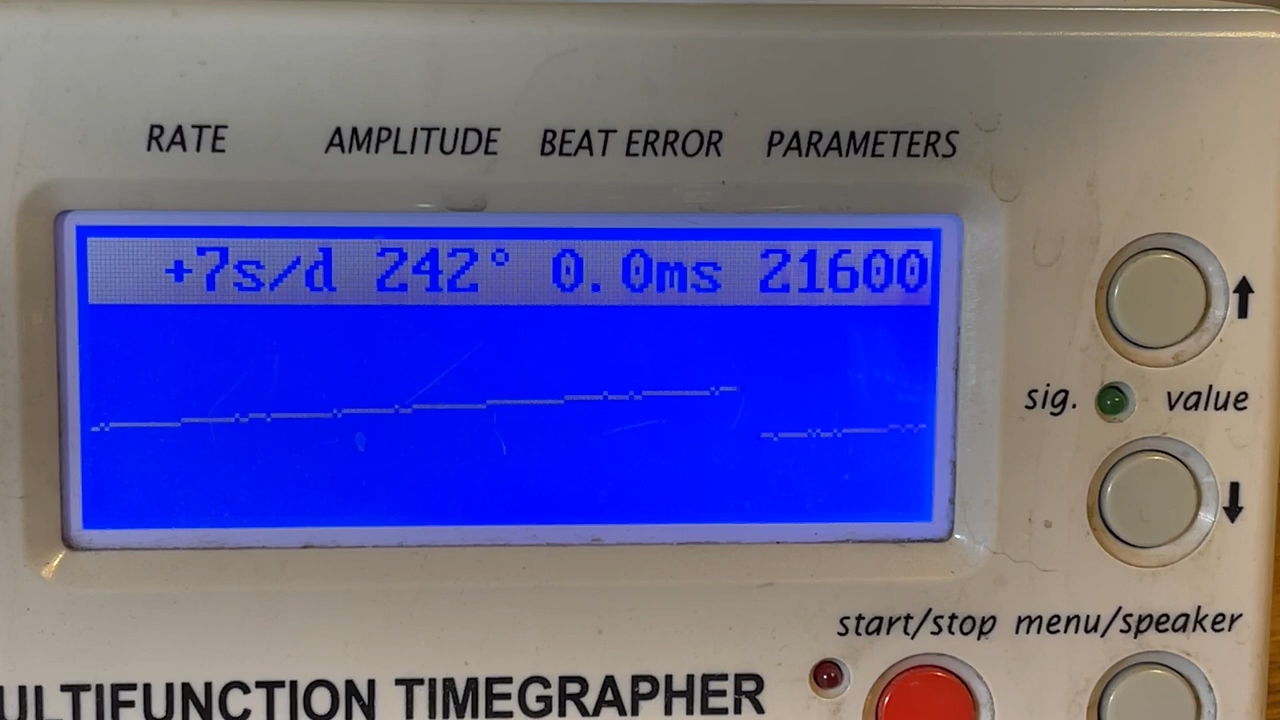 RATE AMPLITUDE BEAT ERROR PARAMETERS
+7s/d 242° 0.0ms 21600
sig. value
start/stop menu/speaker
ULTIFUNCTION TIMEGRAPHER